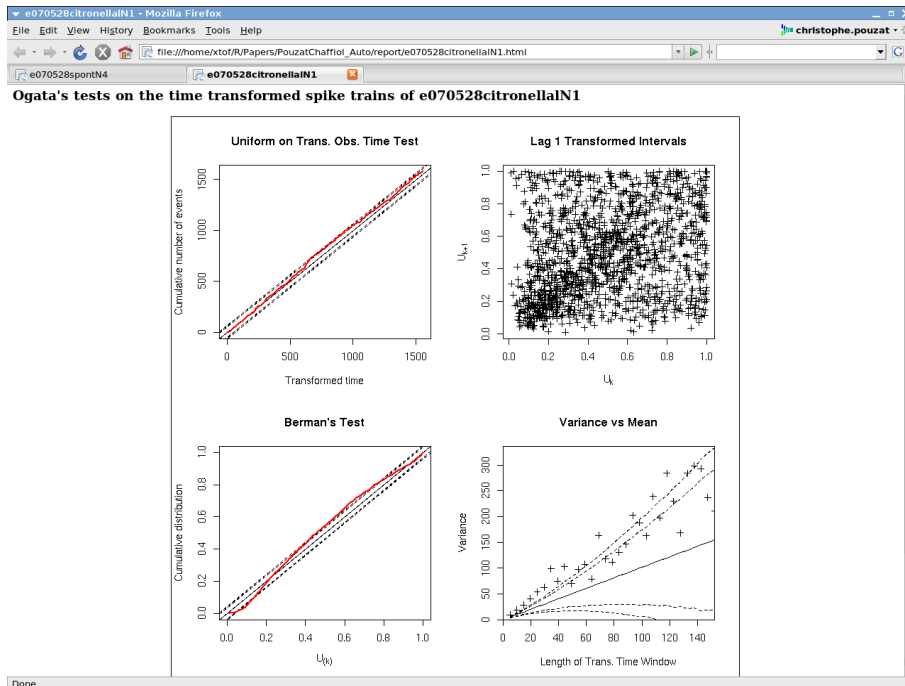 e070528citronellalN1 - Mozilla Firefox
File Edit View History Bookmarks Tools Help
christophe.pouzat
file:///home/xtof/R/Papers/PouzatChaffiol_Auto/report/e070528citronellalN1.html
G
e070528spontN4
e070528citronellalN1
Ogata's tests on the time transformed spike trains of e070528citronellalN1
Uniform on Trans. Obs. Time Test
Cumulative number of events
0 500 1000 1500
0 500 1000 1500
Transformed time
Lag 1 Transformed Intervals
Uk+1
0.0 0.2 0.4 0.6 0.8 1.0
0.0 0.2 0.4 0.6 0.8 1.0
Uk
Berman's Test
Cumulative distribution
0.0 0.2 0.4 0.6 0.8 1.0
0.0 0.2 0.4 0.6 0.8 1.0
U(k)
Variance vs Mean
Variance
0 50 100 150 200 250 300
0 20 40 60 80 100 120 140
Length of Trans. Time Window
Done